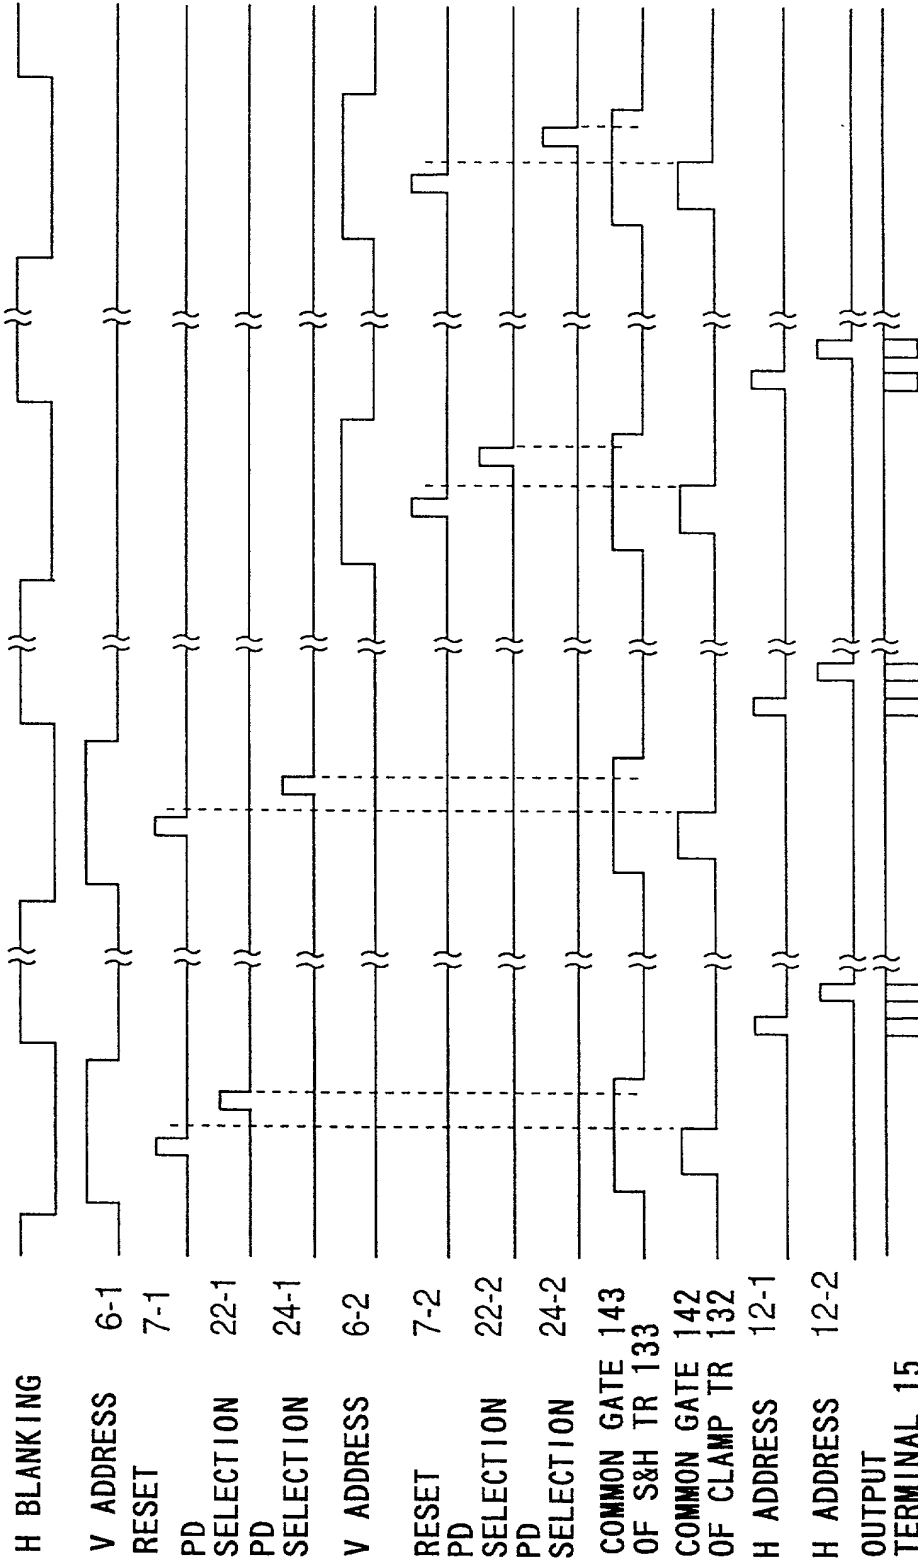 H BLANKING
V ADDRESS 6-1
RESET 7-1
PD
SELECTION 22-1
PD
SELECTION 24-1
V ADDRESS 6-2
RESET 7-2
PD
SELECTION 22-2
PD
SELECTION 24-2
COMMON GATE 143
OF S&H TR 133
COMMON GATE 142
OF CLAMP TR 132
H ADDRESS 12-1
H ADDRESS 12-2
OUTPUT
TERMINAL 15